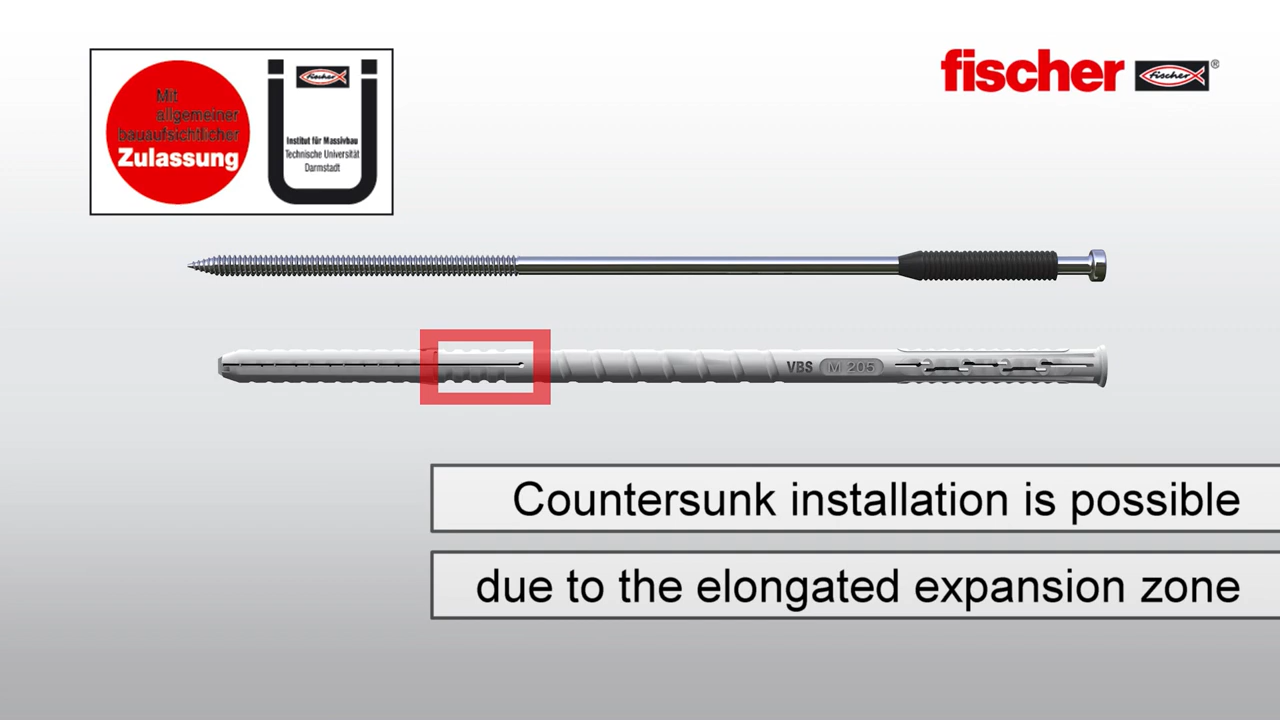 Mit
allgemeiner
bauaufsichtlicher
Zulassung
fischer
Institut für Massivbau
Technische Universität
Darmstadt
fischer fischer ®
VBS M 205
Countersunk installation is possible
due to the elongated expansion zone